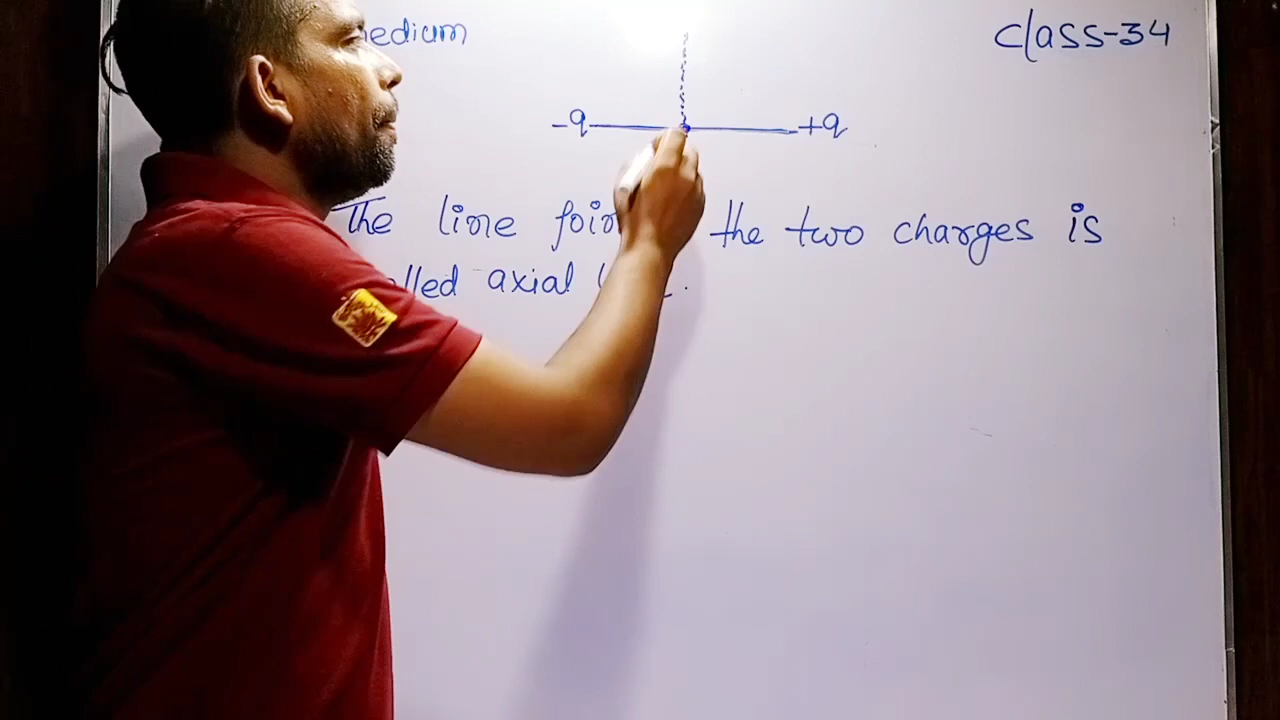 edium
class-34
-q +q
The line the two charges is
lled axial